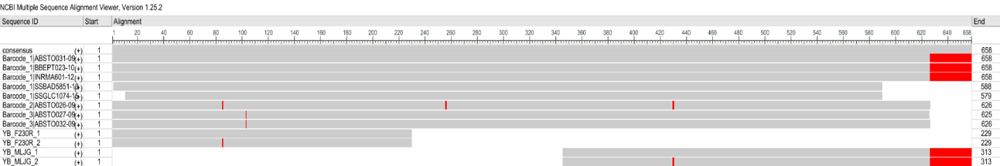 NCBI Multiple Sequence Alignment Viewer, Version 1.25.2
Sequence ID Start Alignment End
1 20 40 60 80 100 120 140 160 180 200 220 240 260 280 300 320 340 360 380 400 420 440 460 480 500 520 540 560 580 600 620 640 658
consensus (+) 1 658
Barcode_1|ABSTO031-09(+) 1 658
Barcode_1|BBEPT023-10(+) 1 658
Barcode_1|INRMA601-12(+) 1 658
Barcode_1|SSBAD5851-13(+) 1 588
Barcode_1|SSGLC1074-15(+) 1 579
Barcode_2|ABSTO026-09(+) 1 626
Barcode_3|ABSTO027-09(+) 1 625
Barcode_3|ABSTO032-09(+) 1 626
YB_F230R_1 (+) 1 229
YB_F230R_2 (+) 1 229
YB_MLJG_1 (+) 1 313
YB_MLJG_2 (+) 1 313